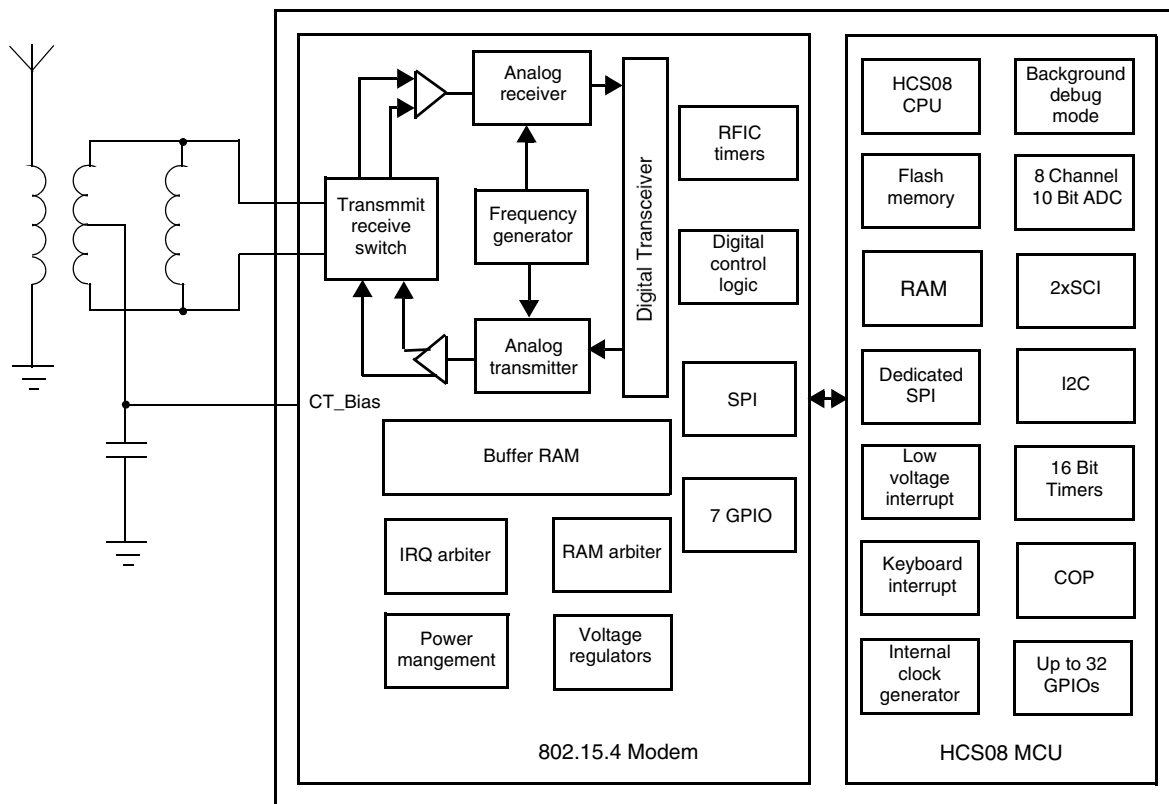 Analog
receiver
RFIC
timers
Transmmit
receive
switch
Frequency
generator
Digital Transceiver
Digital
control
logic
Analog
transmitter
CT_Bias
SPI
Buffer RAM
7 GPIO
IRQ arbiter
RAM arbiter
Power
mangement
Voltage
regulators
802.15.4 Modem
HCS08
CPU
Background
debug
mode
Flash
memory
8 Channel
10 Bit ADC
RAM
2xSCI
Dedicated
SPI
I2C
Low
voltage
interrupt
16 Bit
Timers
Keyboard
interrupt
COP
Internal
clock
generator
Up to 32
GPIOs
HCS08 MCU